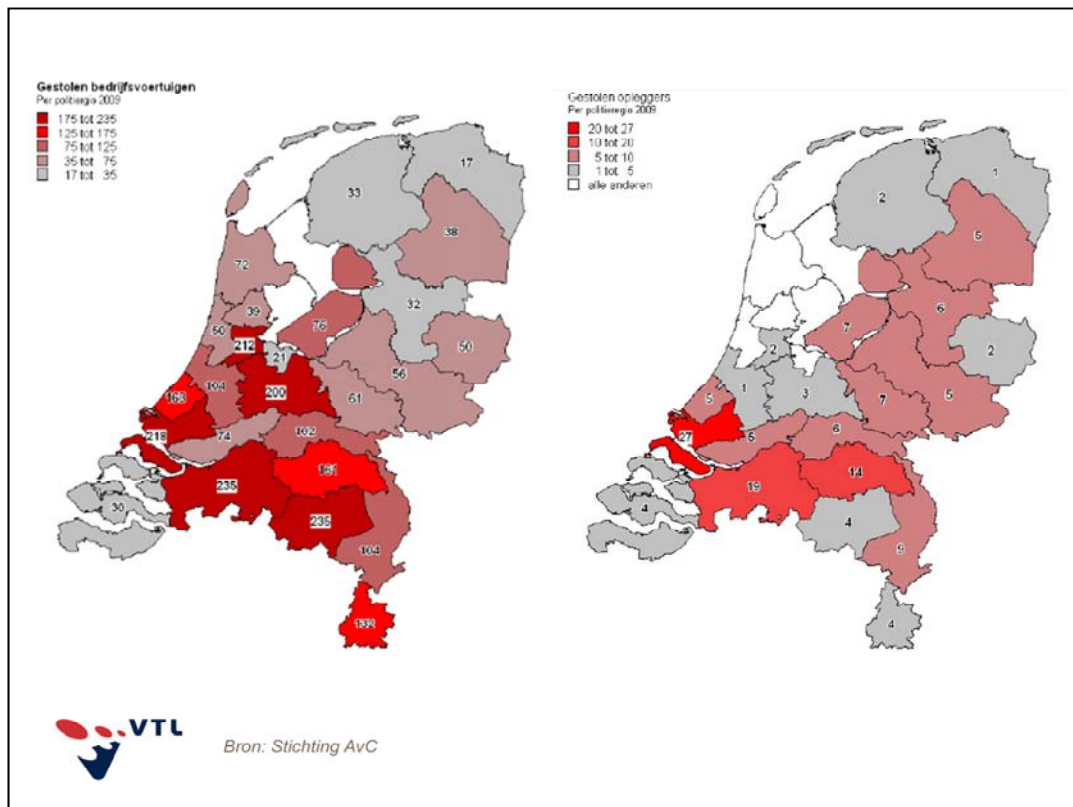 Gestolen bedrijfsvoertuigen
Per politieregio 2009
175 tot 235
125 tot 175
75 tot 125
35 tot 75
17 tot 35
17
33
38
72
39
32
50
76
212
21
50
56
104
200
61
163
218
74
102
161
235
235
30
104
132
Gestolen opleggers
Per politieregio 2009
20 tot 27
10 tot 20
5 tot 10
1 tot 5
alle anderen
1
2
5
6
7
2
2
1
3
5
7
5
27
5
6
19
14
4
4
9
4
VTL
Bron: Stichting AvC